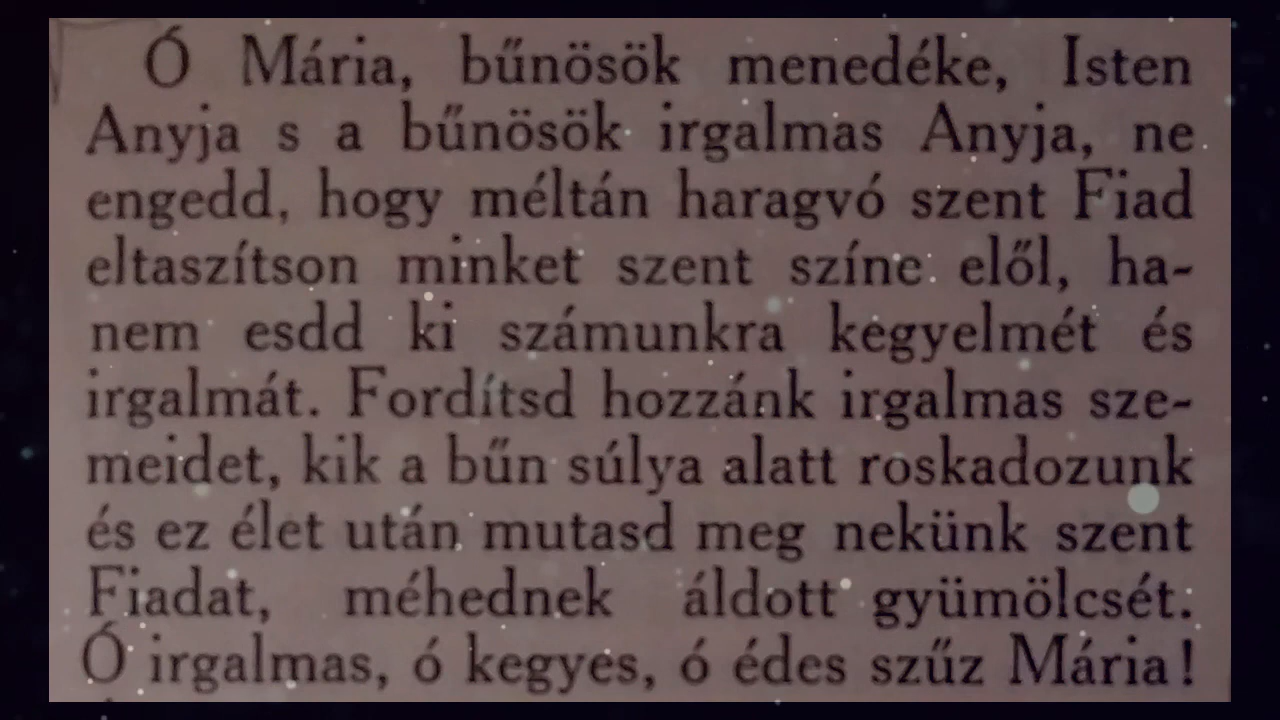 Ó Mária, bűnösök menedéke, Isten
Anyja s a bűnösök irgalmas Anyja, ne
engedd, hogy méltán haragvó szent Fiad
eltaszítson minket szent színe elől, ha-
nem esdd ki számunkra kegyelmét és
irgalmát. Fordítsd hozzánk irgalmas sze-
meidet, kik a bűn súlya alatt roskadozunk
és ez élet után mutasd meg nekünk szent
Fiadat, méhednek áldott gyümölcsét.
Ó irgalmas, ó kegyes, ó édes szűz Mária!